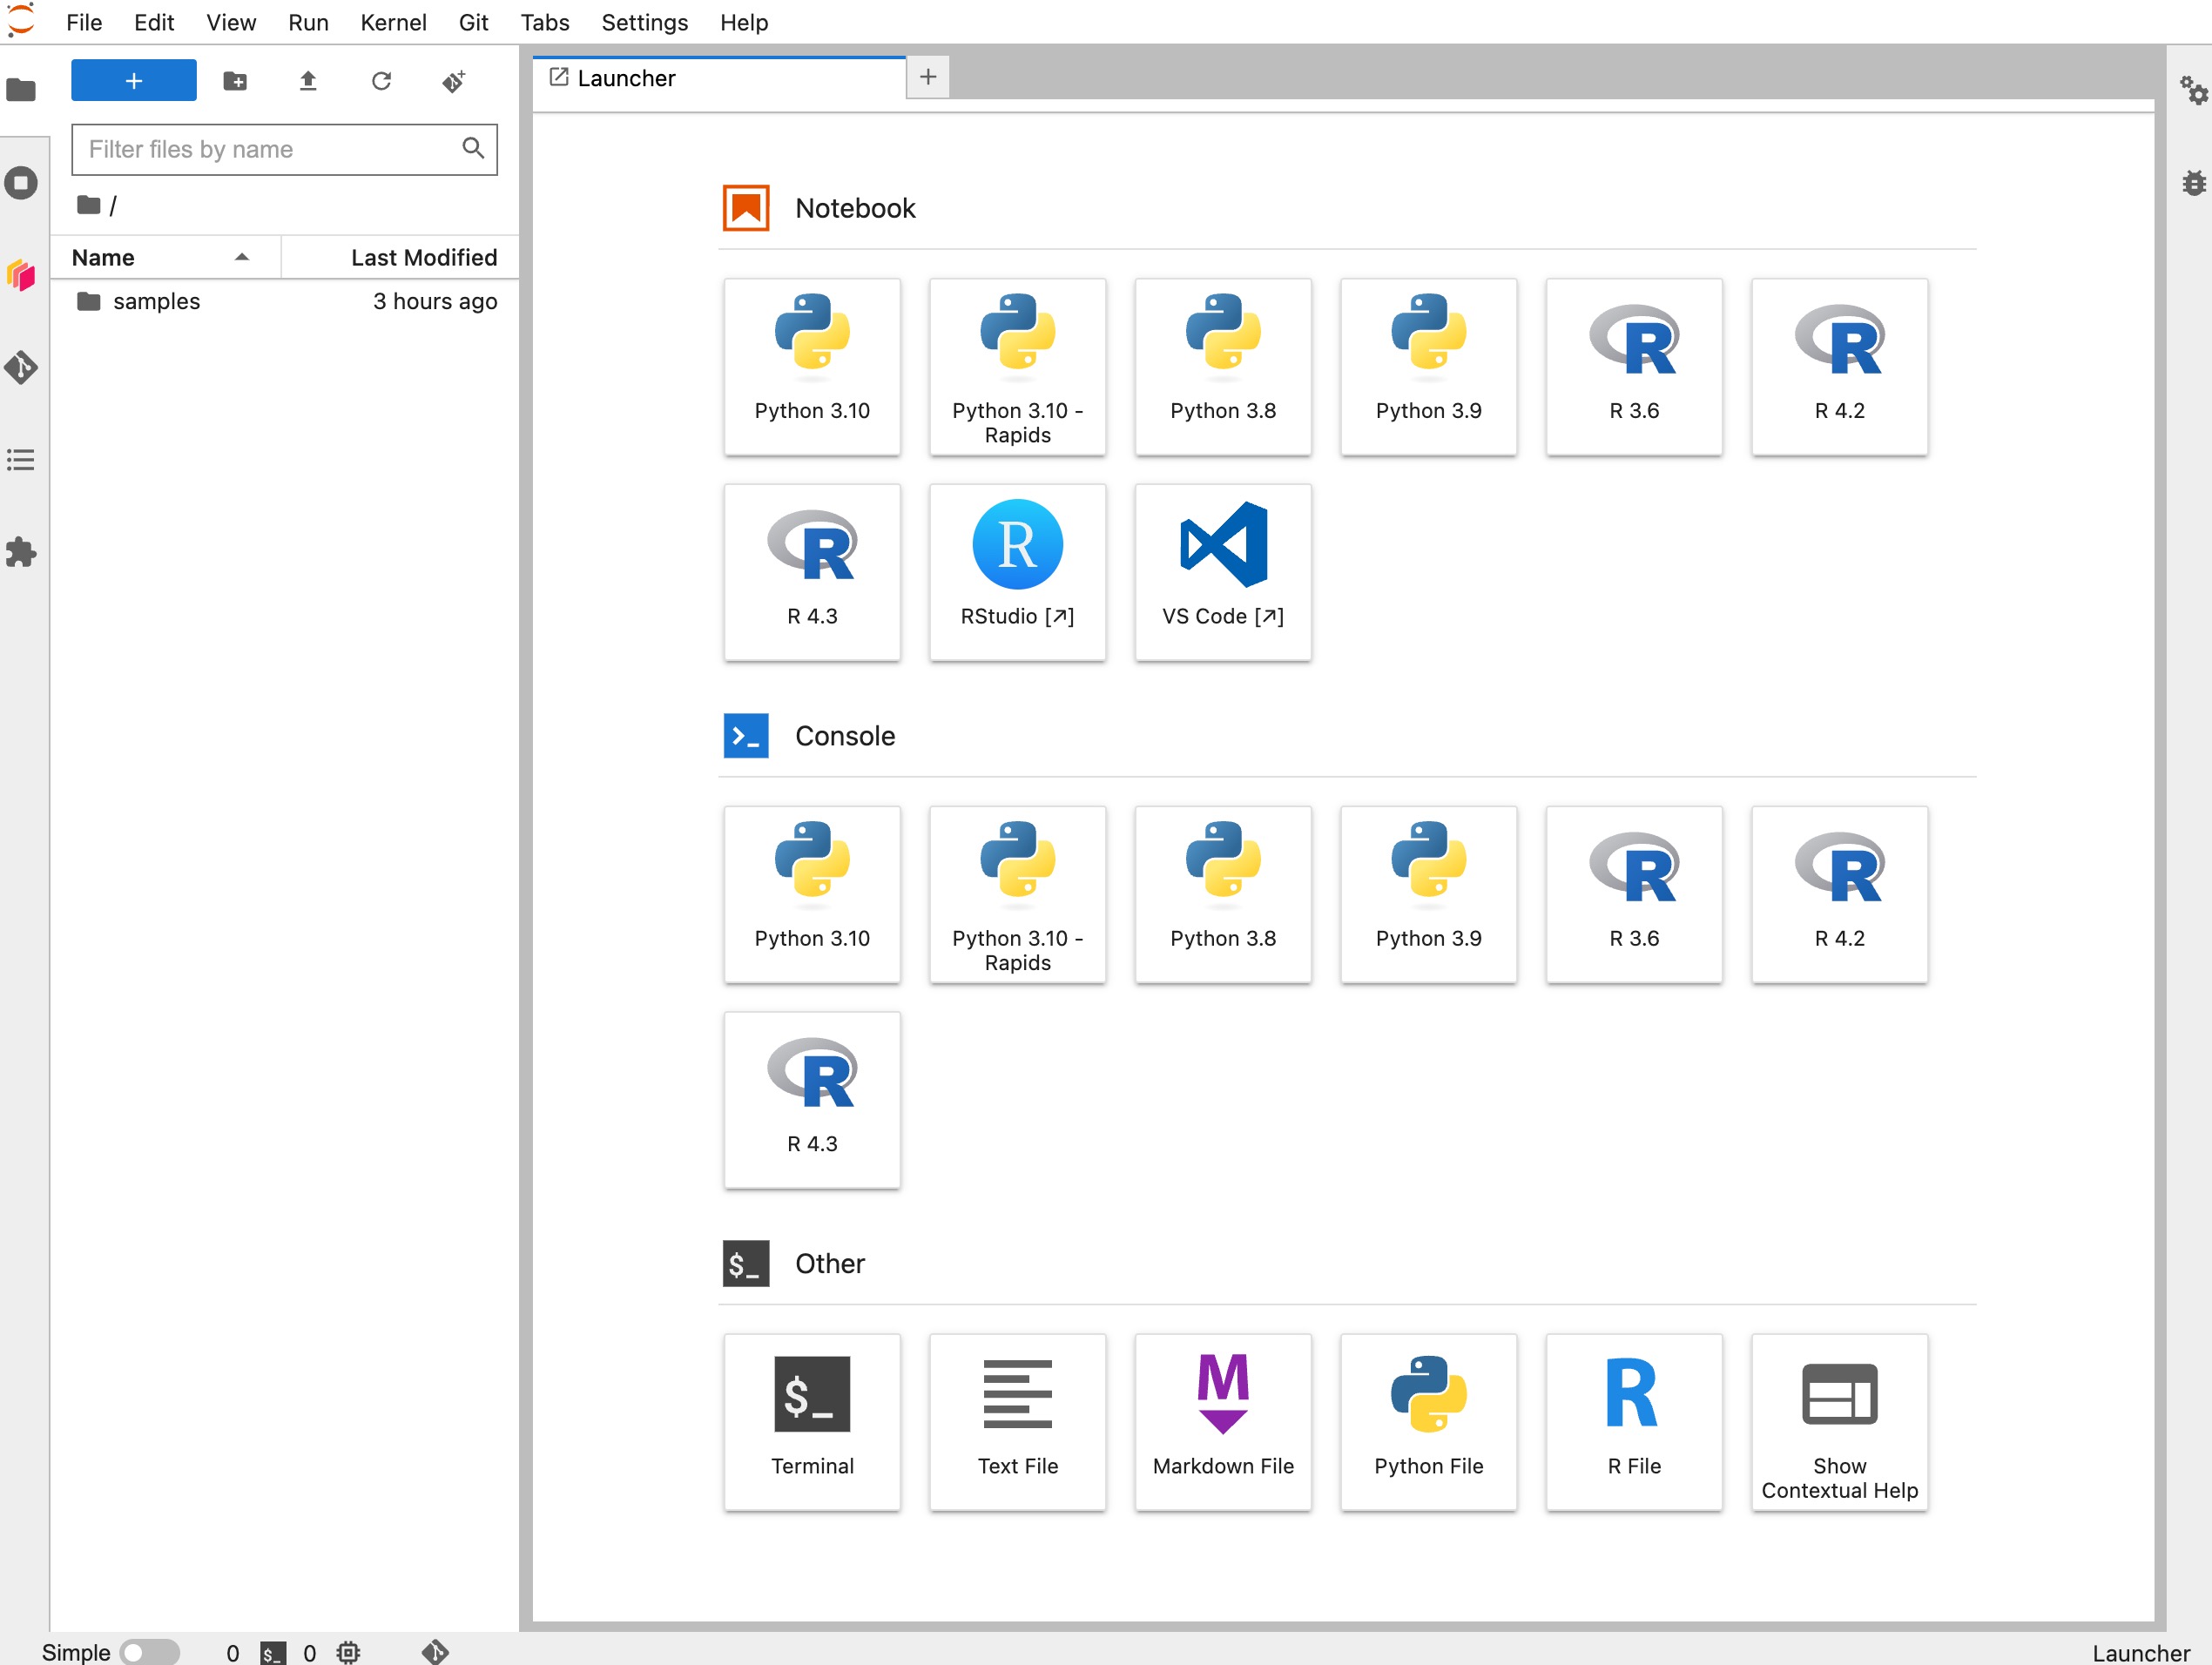 File Edit View Run Kernel Git Tabs Settings Help
+
Filter files by name
/
Name Last Modified
samples 3 hours ago
Launcher +
Notebook
Python 3.10
Python 3.10 -
Rapids
Python 3.8
Python 3.9
R 3.6
R 4.2
R 4.3
RStudio [↗]
VS Code [↗]
Console
Python 3.10
Python 3.10 -
Rapids
Python 3.8
Python 3.9
R 3.6
R 4.2
R 4.3
$_ Other
$_
Terminal
Text File
M
Markdown File
Python File
R
R File
Show
Contextual Help
Simple 0 $_ 0 Launcher